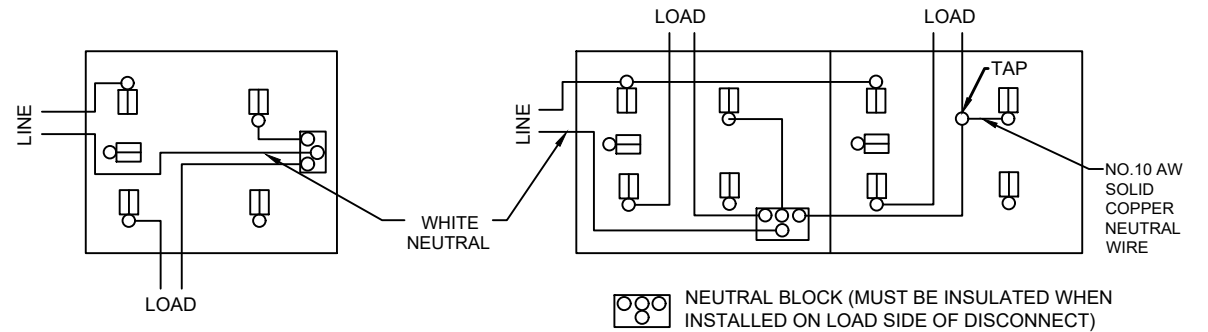 LOAD
LOAD
TAP
LINE
LINE
NO.10 AW
SOLID
COPPER
NEUTRAL
WIRE
WHITE
NEUTRAL
LOAD
NEUTRAL BLOCK (MUST BE INSULATED WHEN
INSTALLED ON LOAD SIDE OF DISCONNECT)